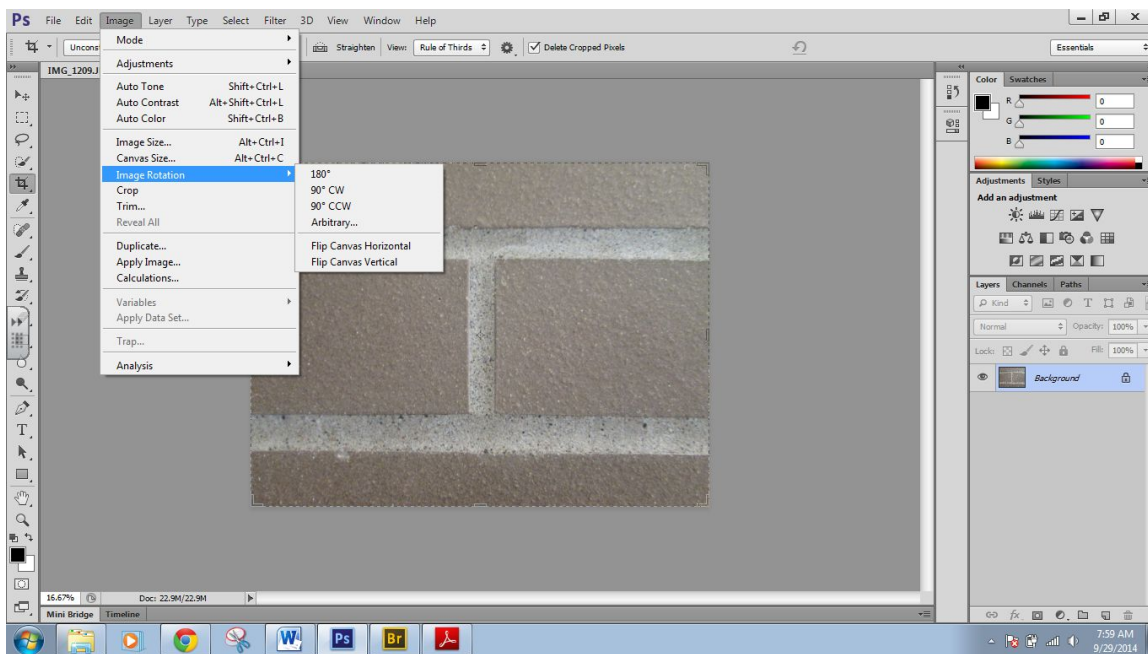 Ps File Edit Image Layer Type Select Filter 3D View Window Help
Straighten View: Rule of Thirds Delete Cropped Pixels Essentials
Mode
Adjustments
Auto Tone Shift+Ctrl+L
Auto Contrast Alt+Shift+Ctrl+L
Auto Color Shift+Ctrl+B
Image Size... Alt+Ctrl+I
Canvas Size... Alt+Ctrl+C
Image Rotation
Crop
Trim...
Reveal All
Duplicate...
Apply Image...
Calculations...
Variables
Apply Data Set...
Trap...
Analysis
180°
90° CW
90° CCW
Arbitrary...
Flip Canvas Horizontal
Flip Canvas Vertical
Color Swatches
R 0
G 0
B 0
Adjustments Styles
Add an adjustment
Layers Channels Paths
Kind
Normal Opacity: 100%
Lock: Fill: 100%
Background
16.67% Doc: 22.9M/22.9M
Mini Bridge Timeline
W Ps Br
7:59 AM
9/29/2014